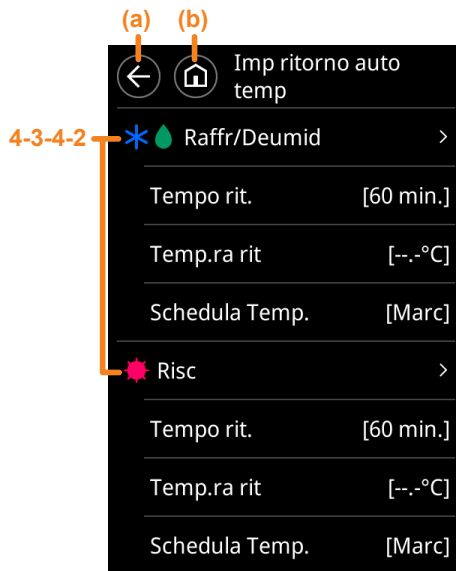 (a) (b)
Imp ritorno auto
temp
4-3-4-2 Raffr/Deumid >
Tempo rit. [60 min.]
Temp.ra rit [--.-°C]
Schedula Temp. [Marc]
Risc >
Tempo rit. [60 min.]
Temp.ra rit [--.-°C]
Schedula Temp. [Marc]